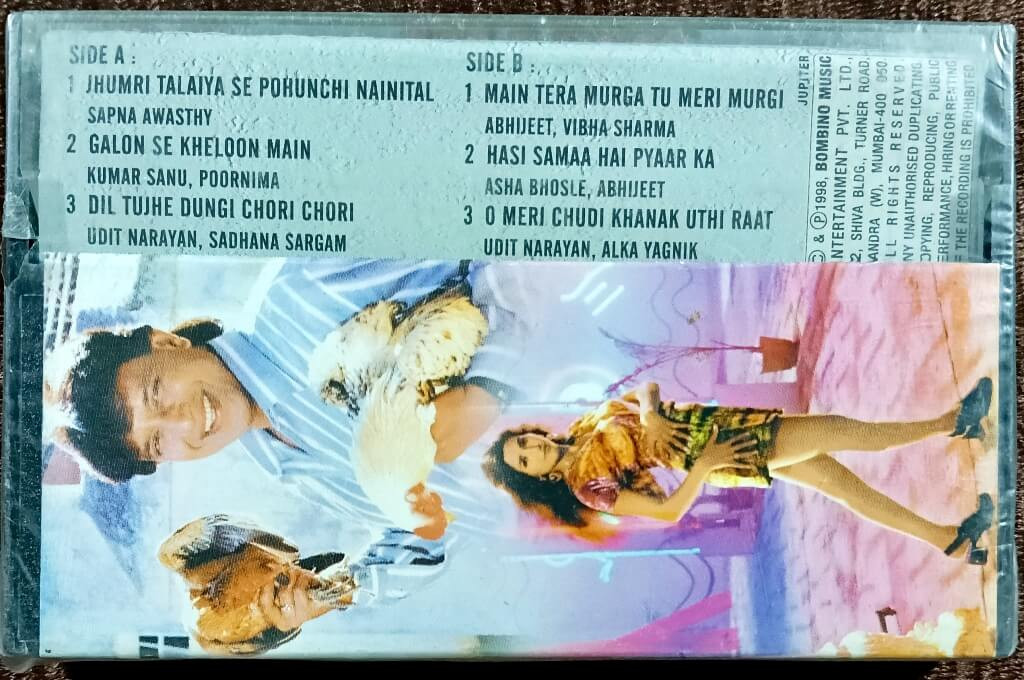 SIDE A :
1 JHUMRI TALAIYA SE POHUNCHI NAINITAL
SAPNA AWASTHY
2 GALON SE KHELOON MAIN
KUMAR SANU, POORNIMA
3 DIL TUJHE DUNGI CHORI CHORI
UDIT NARAYAN, SADHANA SARGAM
SIDE B :
1 MAIN TERA MURGA TU MERI MURGI
ABHIJEET, VIBHA SHARMA
2 HASI SAMAA HAI PYAAR KA
ASHA BHOSLE, ABHIJEET
3 O MERI CHUDI KHANAK UTHI RAAT
UDIT NARAYAN, ALKA YAGNIK
JUPITER
© & ℗ 1998, BOMBINO MUSIC
NTERTAINMENT PVT. LTD.,
2, SHIVA BLDG., TURNER ROAD,
ANDRA (W), MUMBAI-400 050.
LL RIGHTS RESERVED.
NY UNAUTHORISED DUPLICATING
OPYING, REPRODUCING, PUBLIC
ERFORMANCE, HIRING OR RENTING
F THE RECORDING IS PROHIBITED.